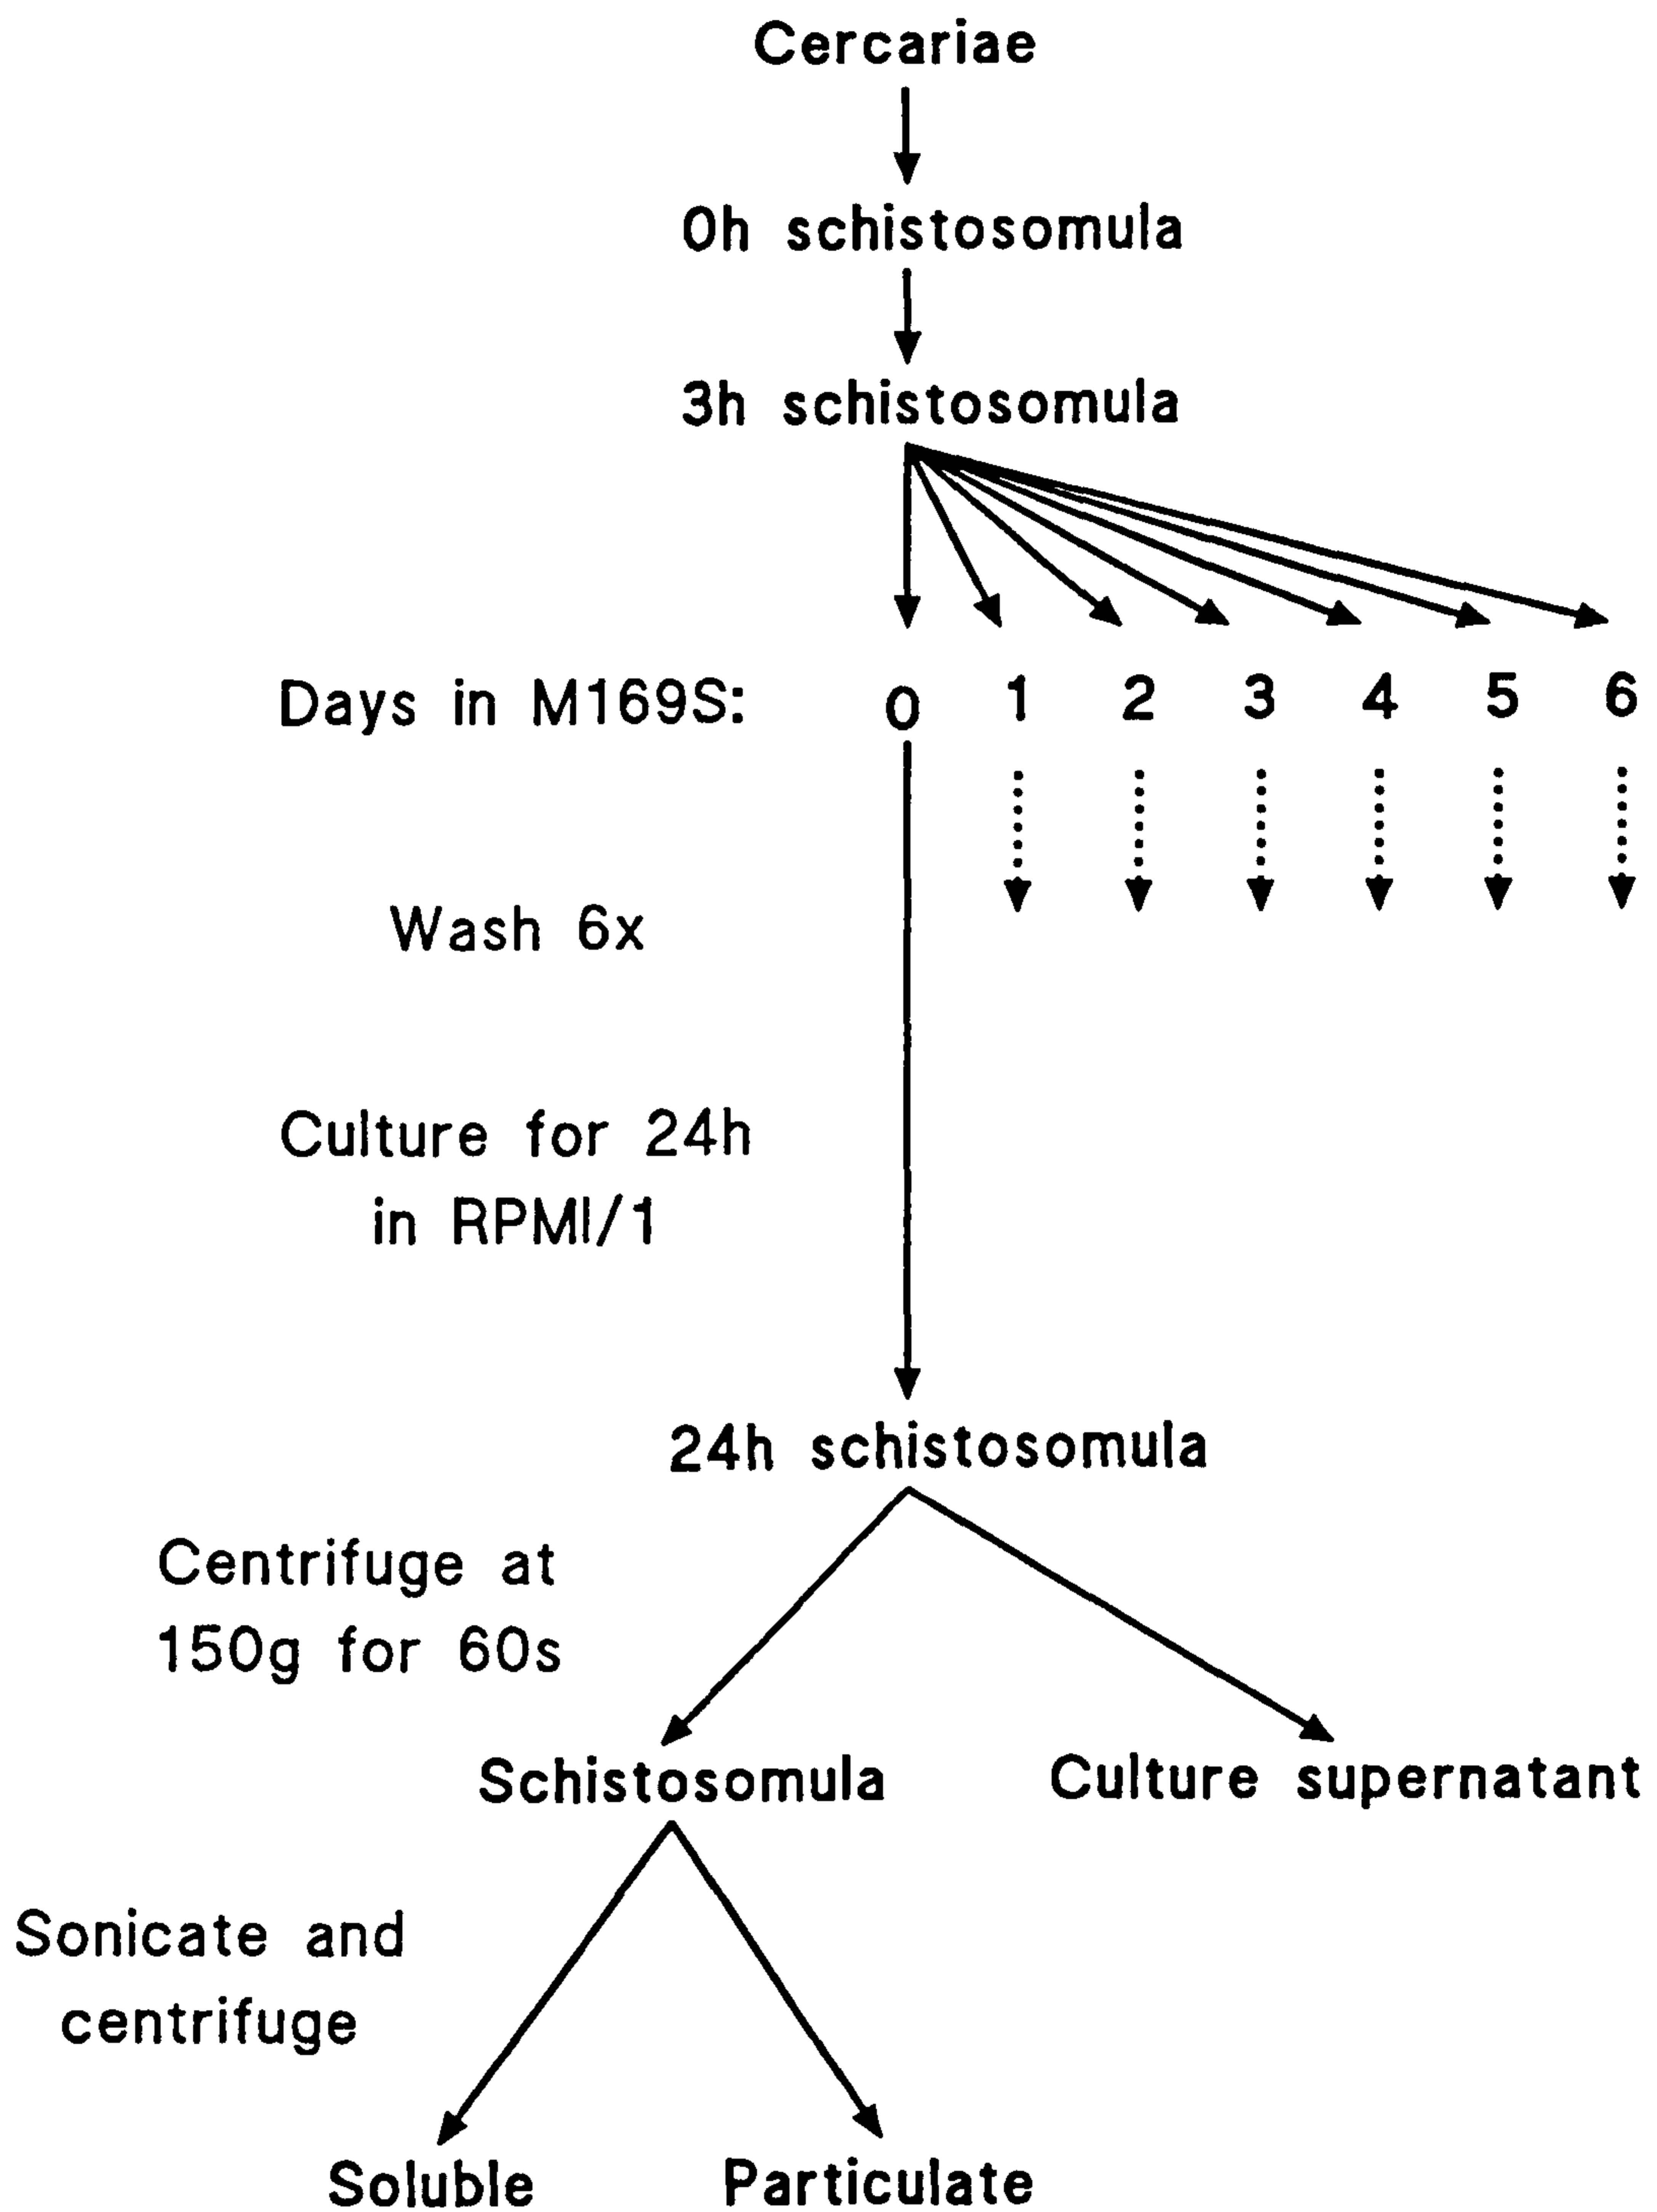 Cercariae
0h schistosomula
3h schistosomula
Days in M169S: 0 1 2 3 4 5 6
Wash 6x
Culture for 24h
in RPMI/1
24h schistosomula
Centrifuge at
150g for 60s
Schistosomula Culture supernatant
Sonicate and
centrifuge
Soluble Particulate